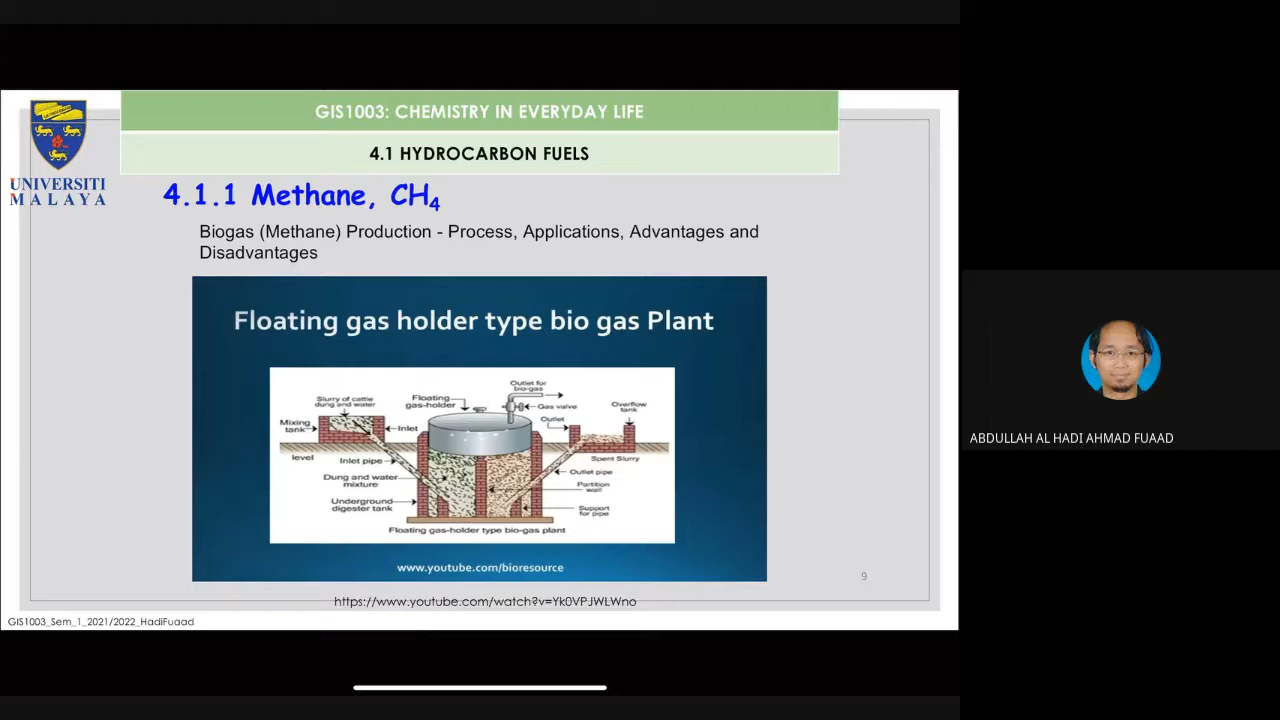 GIS1003: CHEMISTRY IN EVERYDAY LIFE
4.1 HYDROCARBON FUELS
UNIVERSITI
MALAYA
4.1.1 Methane, CH₄
Biogas (Methane) Production - Process, Applications, Advantages and
Disadvantages
Floating gas holder type bio gas Plant
Slurry of cattle
dung and water
Floating
gas-holder
Outlet for
bio-gas
Gas valve
Overflow
tank
Mixing
tank
Inlet
Outlet
level
Inlet pipe
Spent Slurry
Dung and water
mixture
Outlet pipe
Partition
wall
Underground
digester tank
Support
for pipe
Floating gas-holder type bio-gas plant
www.youtube.com/bioresource
9
https://www.youtube.com/watch?v=Yk0VPJWLWno
GIS1003_Sem_1_2021/2022_HadiFuaad
ABDULLAH AL HADI AHMAD FUAAD